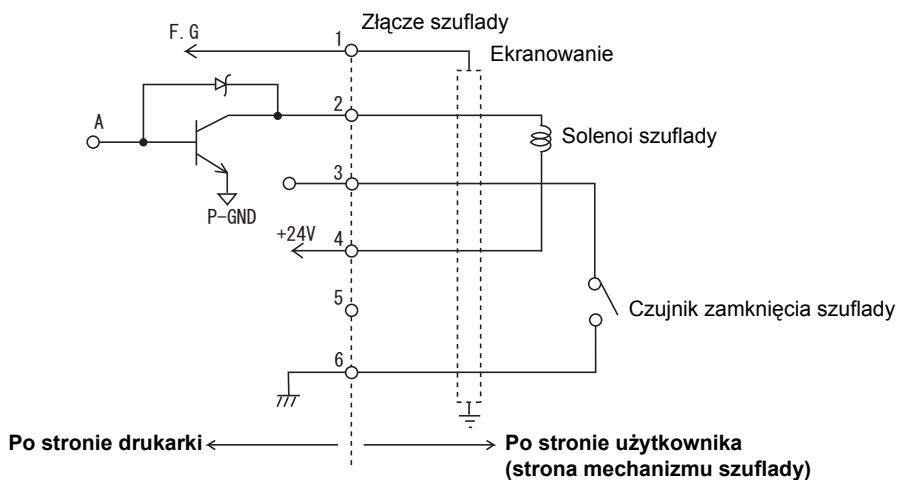 Złącze szuflady
F.G
1
Ekranowanie
A
2
Solenoi szuflady
3
P-GND
+24V
4
5
Czujnik zamknięcia szuflady
6
Po stronie drukarki
Po stronie użytkownika
(strona mechanizmu szuflady)